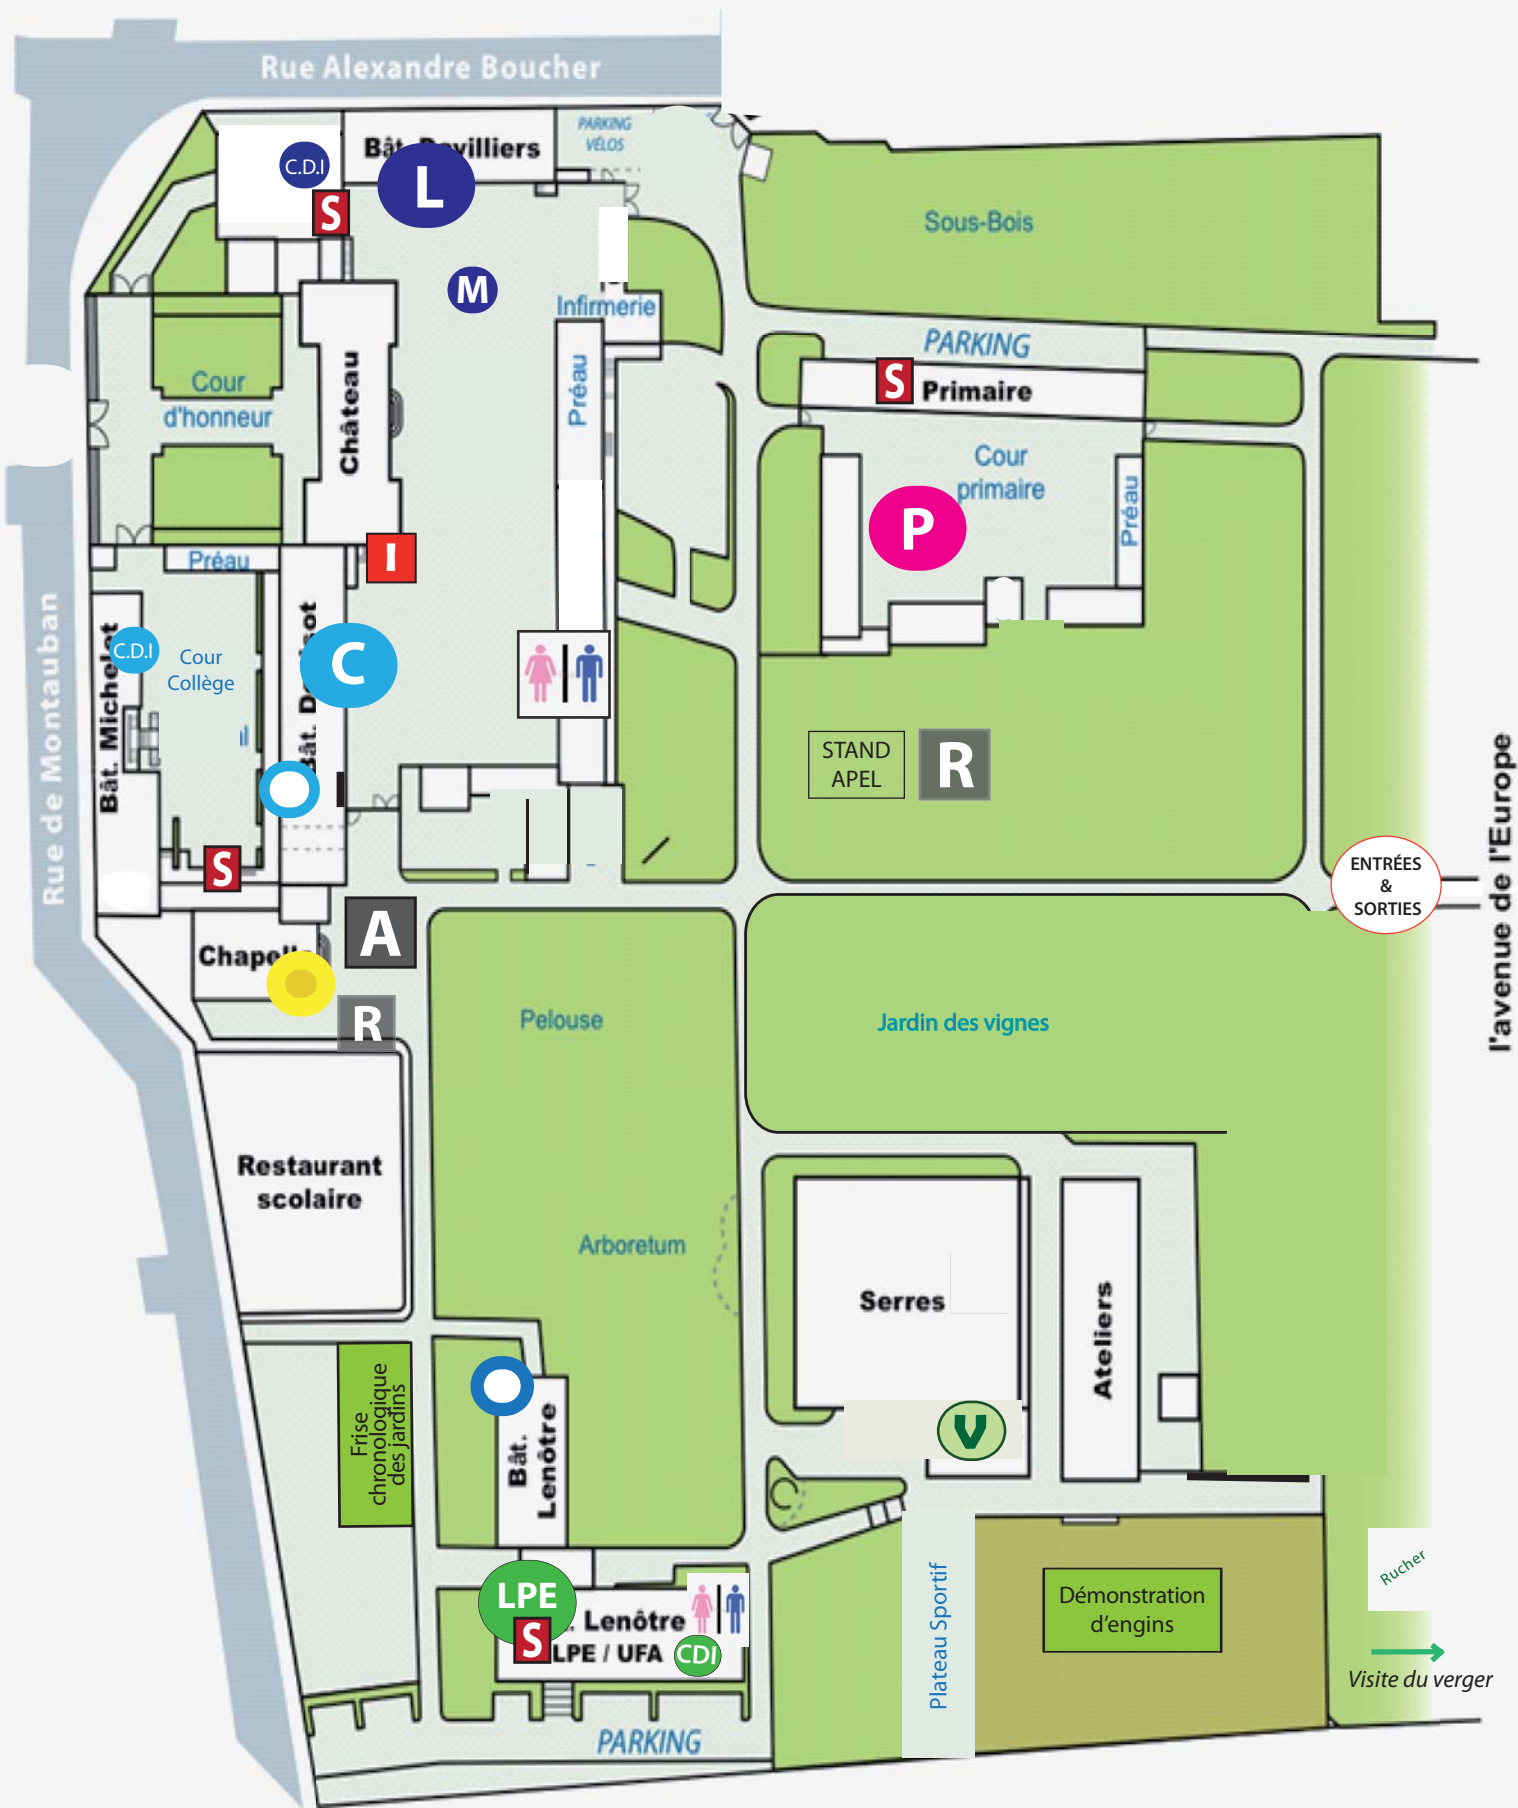 Rue Alexandre Boucher
PARKING
VÉLOS
C.D.I
Bât.
L
S
Sous-Bois
M
Infirmerie
PARKING
S Primaire
Cour
d'honneur
Château
Préau
Cour
primaire
Préau
P
I
Préau
Rue de Montauban
Bât. Michelet
C.D.I
Cour
Collège
Bât.
C
STAND
APEL
R
l'avenue de l'Europe
ENTRÉES
&
SORTIES
S
A
Chapelle
R
Pelouse
Jardin des vignes
Restaurant
scolaire
Arboretum
Serres
Ateliers
Frise
chronologique
des jardins
Bât.
Lenôtre
V
Plateau Sportif
Démonstration
d'engins
Rucher
Visite du verger
LPE
S
Lenôtre
LPE / UFA
CDI
PARKING